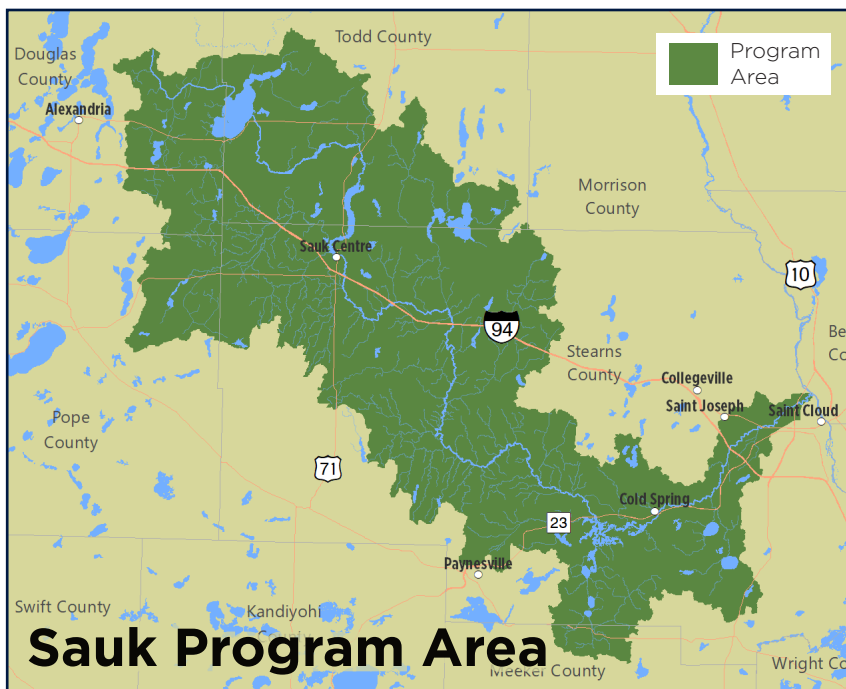 Todd County
Program
Area
Douglas
County
Alexandria
Morrison
County
Sauk Centre
10
94
Be
Co
Stearns
County
Collegeville
Saint Joseph
Saint Cloud
Pope
County
71
Cold Spring
23
Paynesville
Swift County
Kandiyohi
Sauk Program Area
Meeker County
Wright Co